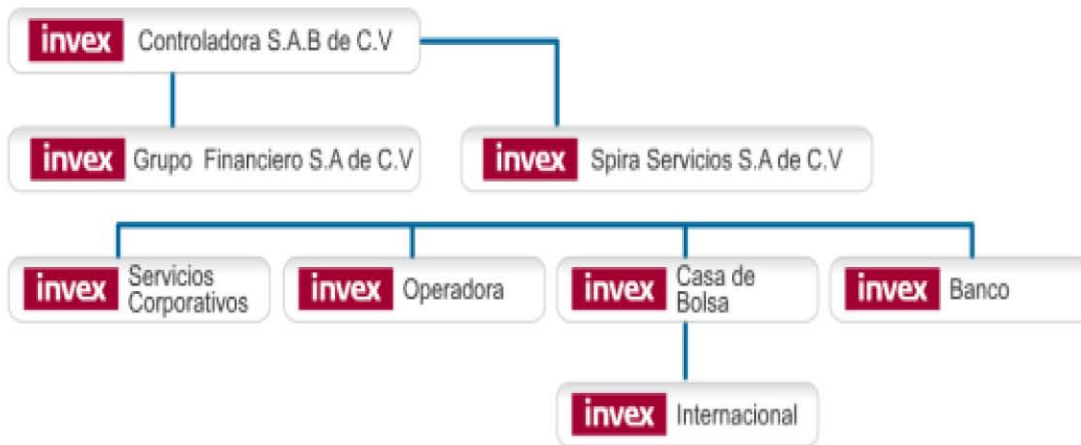 invex Controladora S.A.B de C.V
invex Grupo Financiero S.A de C.V
invex Spira Servicios S.A de C.V
invex Servicios
Corporativos
invex Operadora
invex Casa de
Bolsa
invex Banco
invex Internacional